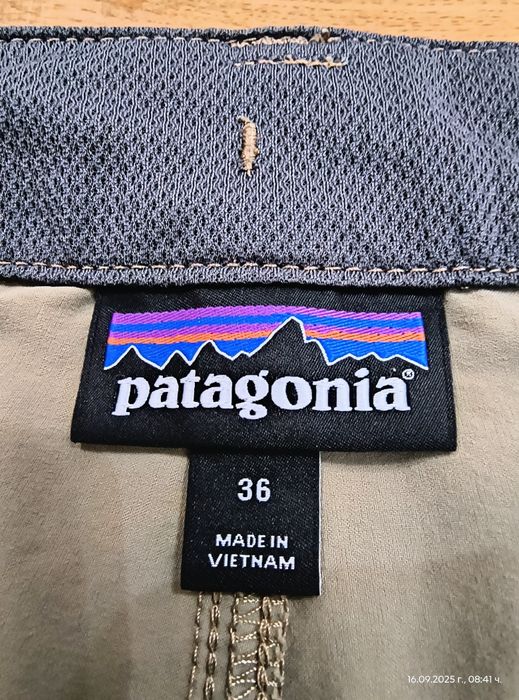 patagonia®
36
MADE IN
VIETNAM
16.09.2025 г., 08:41 ч.